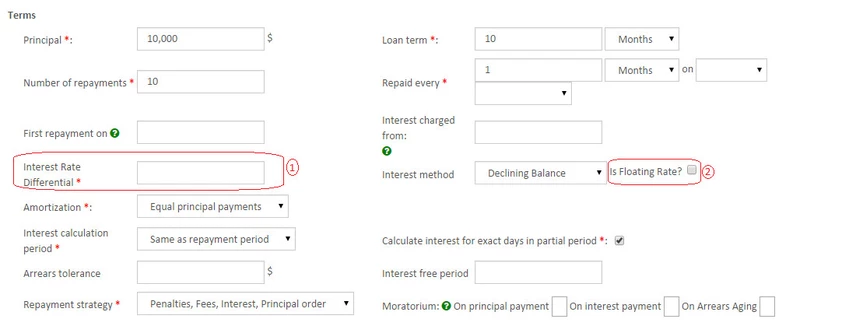 Terms
Principal *: 10,000 $ Loan term *: 10 Months
Number of repayments * 10 Repaid every * 1 Months on
First repayment on ? Interest charged
from:
?
Interest Rate
Differential * 1 Interest method Declining Balance Is Floating Rate? 2
Amortization *: Equal principal payments
Interest calculation
period * Same as repayment period Calculate interest for exact days in partial period *:
Arrears tolerance $ Interest free period
Repayment strategy * Penalties, Fees, Interest, Principal order Moratorium: ? On principal payment On interest payment On Arrears Aging